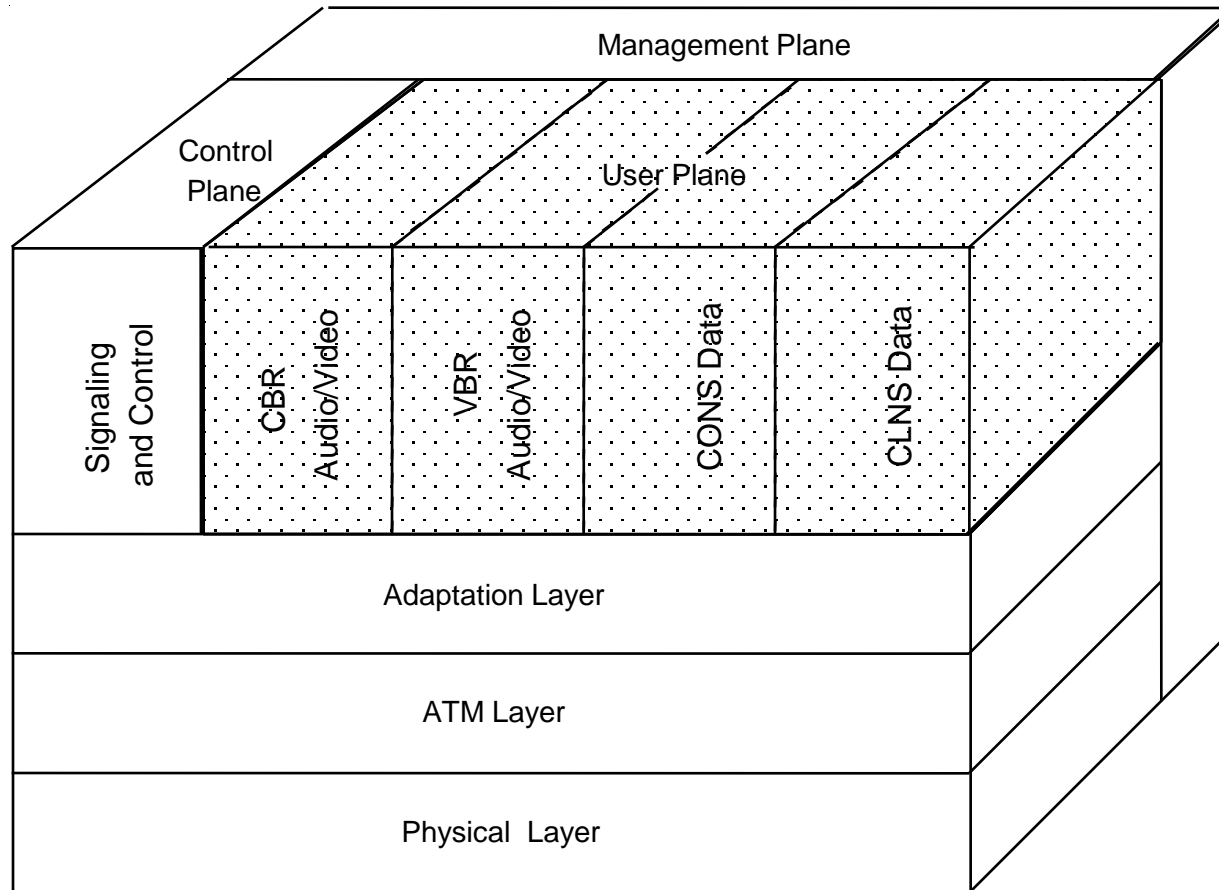 Management Plane
Control
Plane
User Plane
Signaling
and Control
CBR
Audio/Video
VBR
Audio/Video
CONS Data
CLNS Data
Adaptation Layer
ATM Layer
Physical Layer